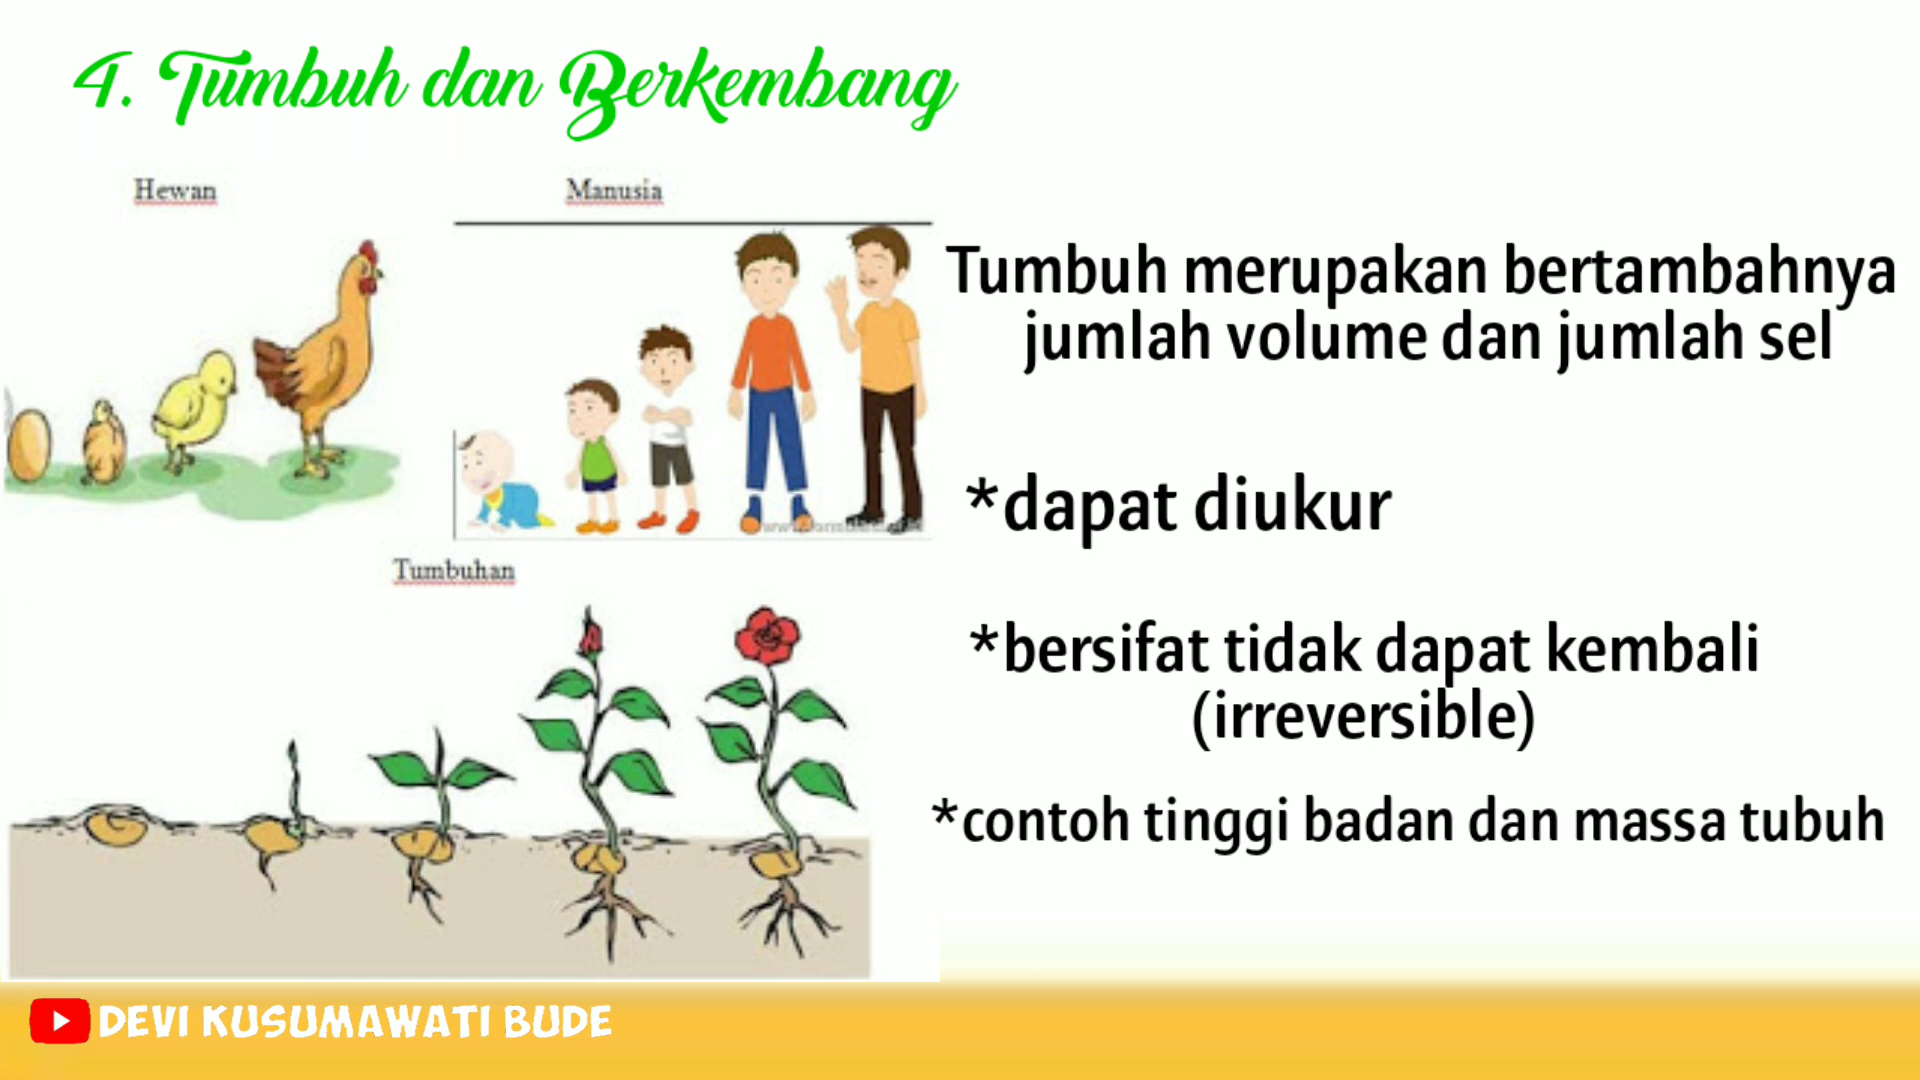 4. Tumbuh dan Berkembang
Hewan
Manusia
Tumbuhan
Tumbuh merupakan bertambahnya
jumlah volume dan jumlah sel
*dapat diukur
*bersifat tidak dapat kembali
(irreversible)
*contoh tinggi badan dan massa tubuh
DEVI KUSUMAWATI BUDE